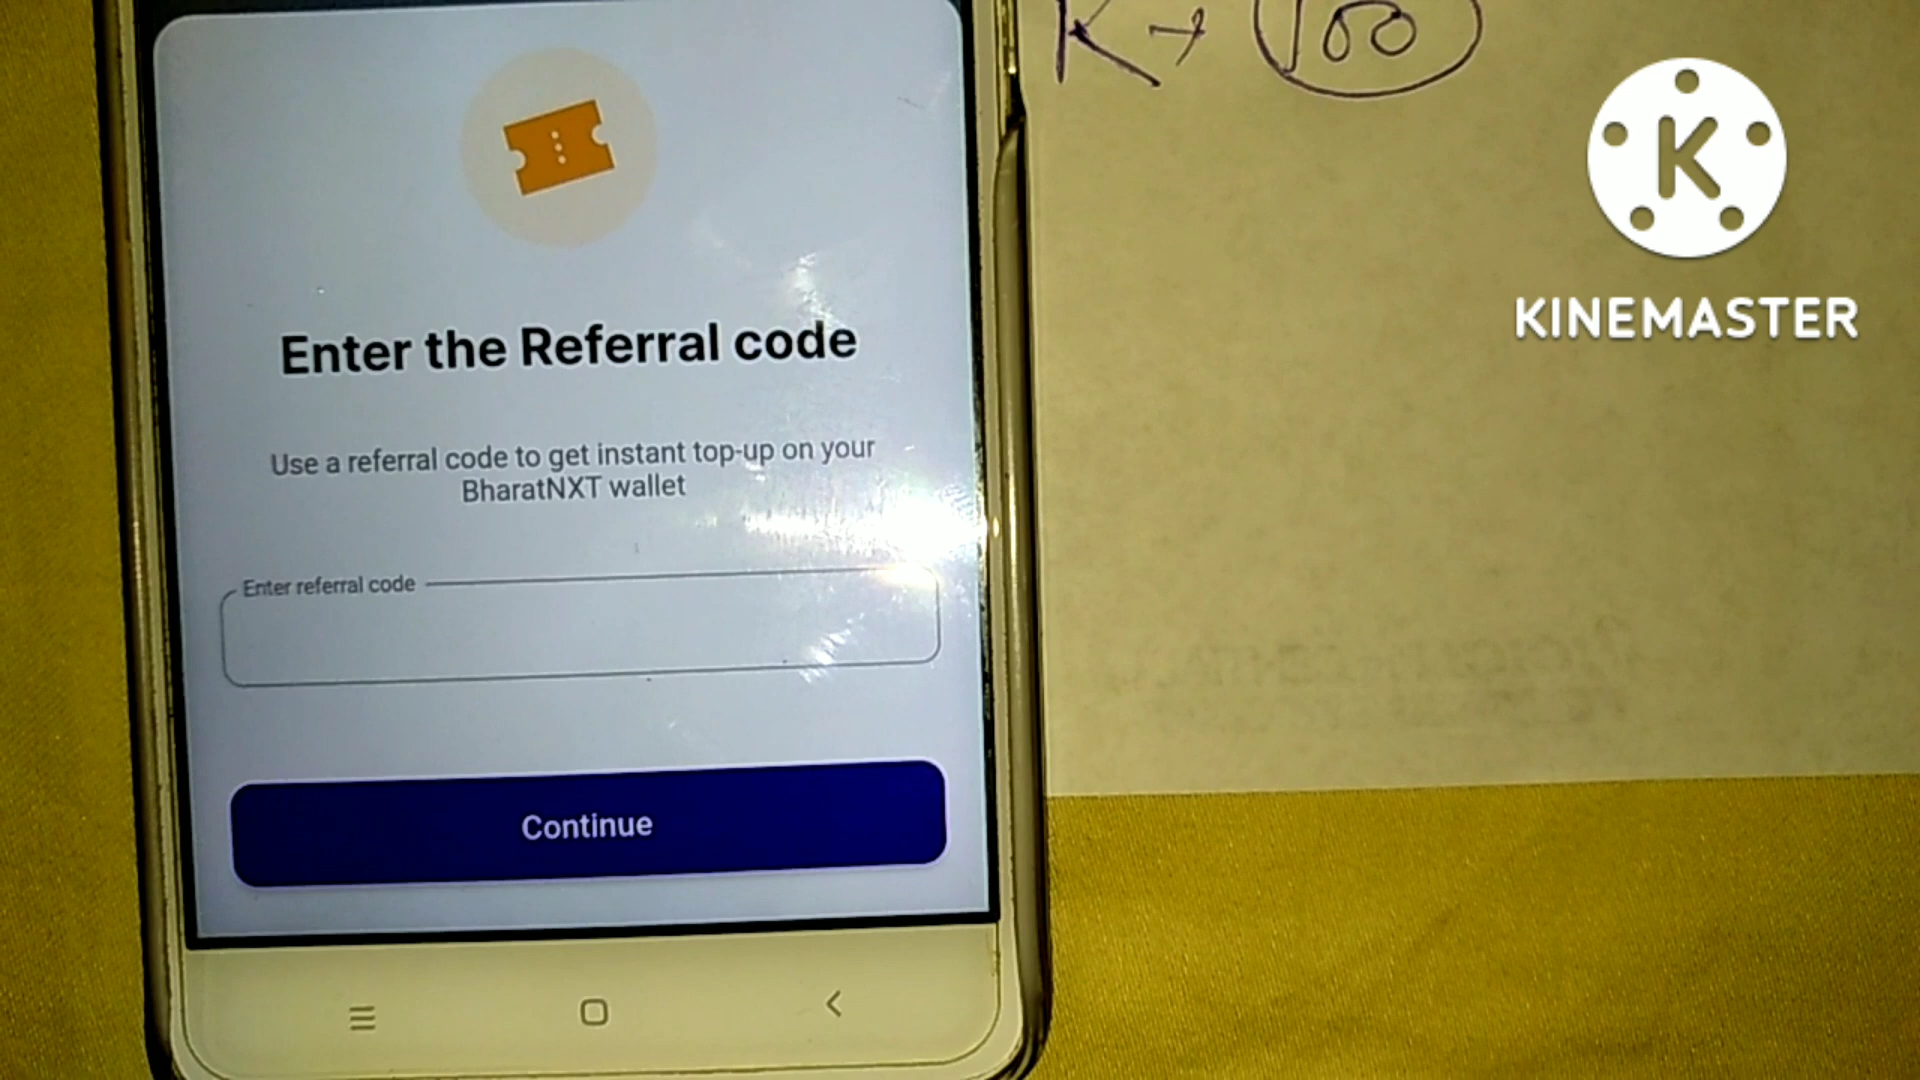 K → 100
KINEMASTER
Enter the Referral code
Use a referral code to get instant top-up on your
BharatNXT wallet
Enter referral code
Continue